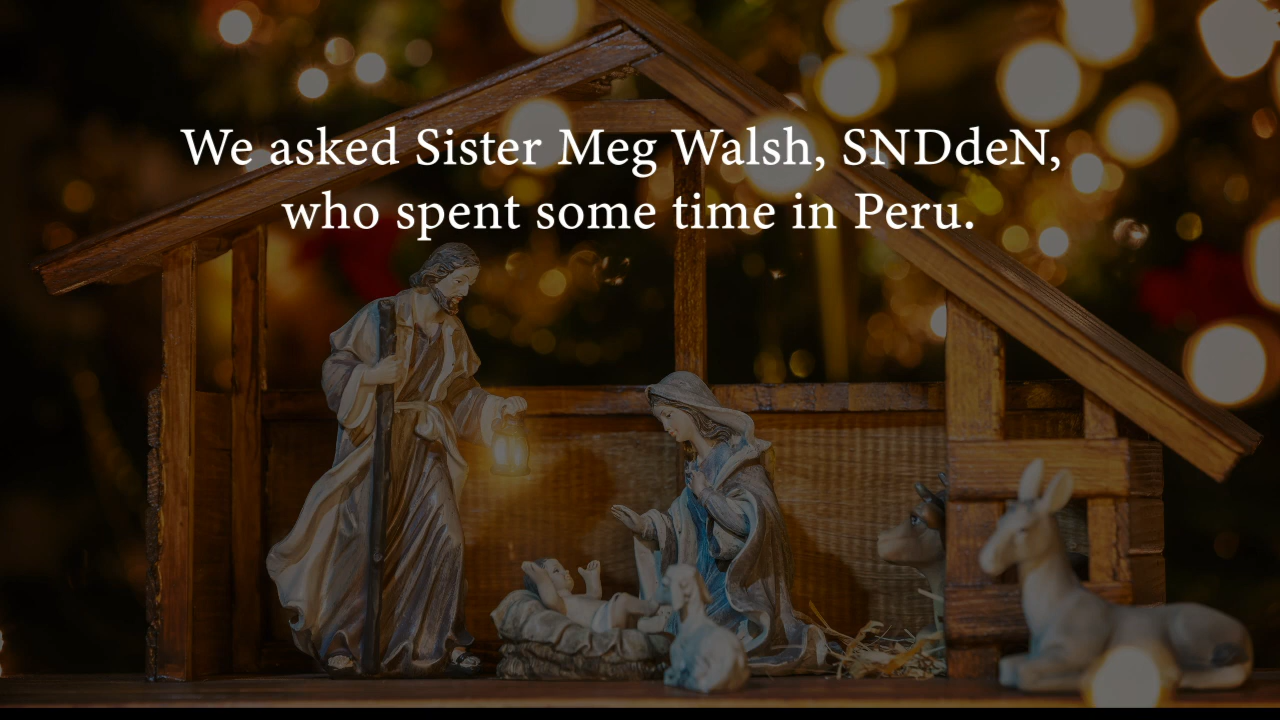 We asked Sister Meg Walsh, SNDdeN,
who spent some time in Peru.